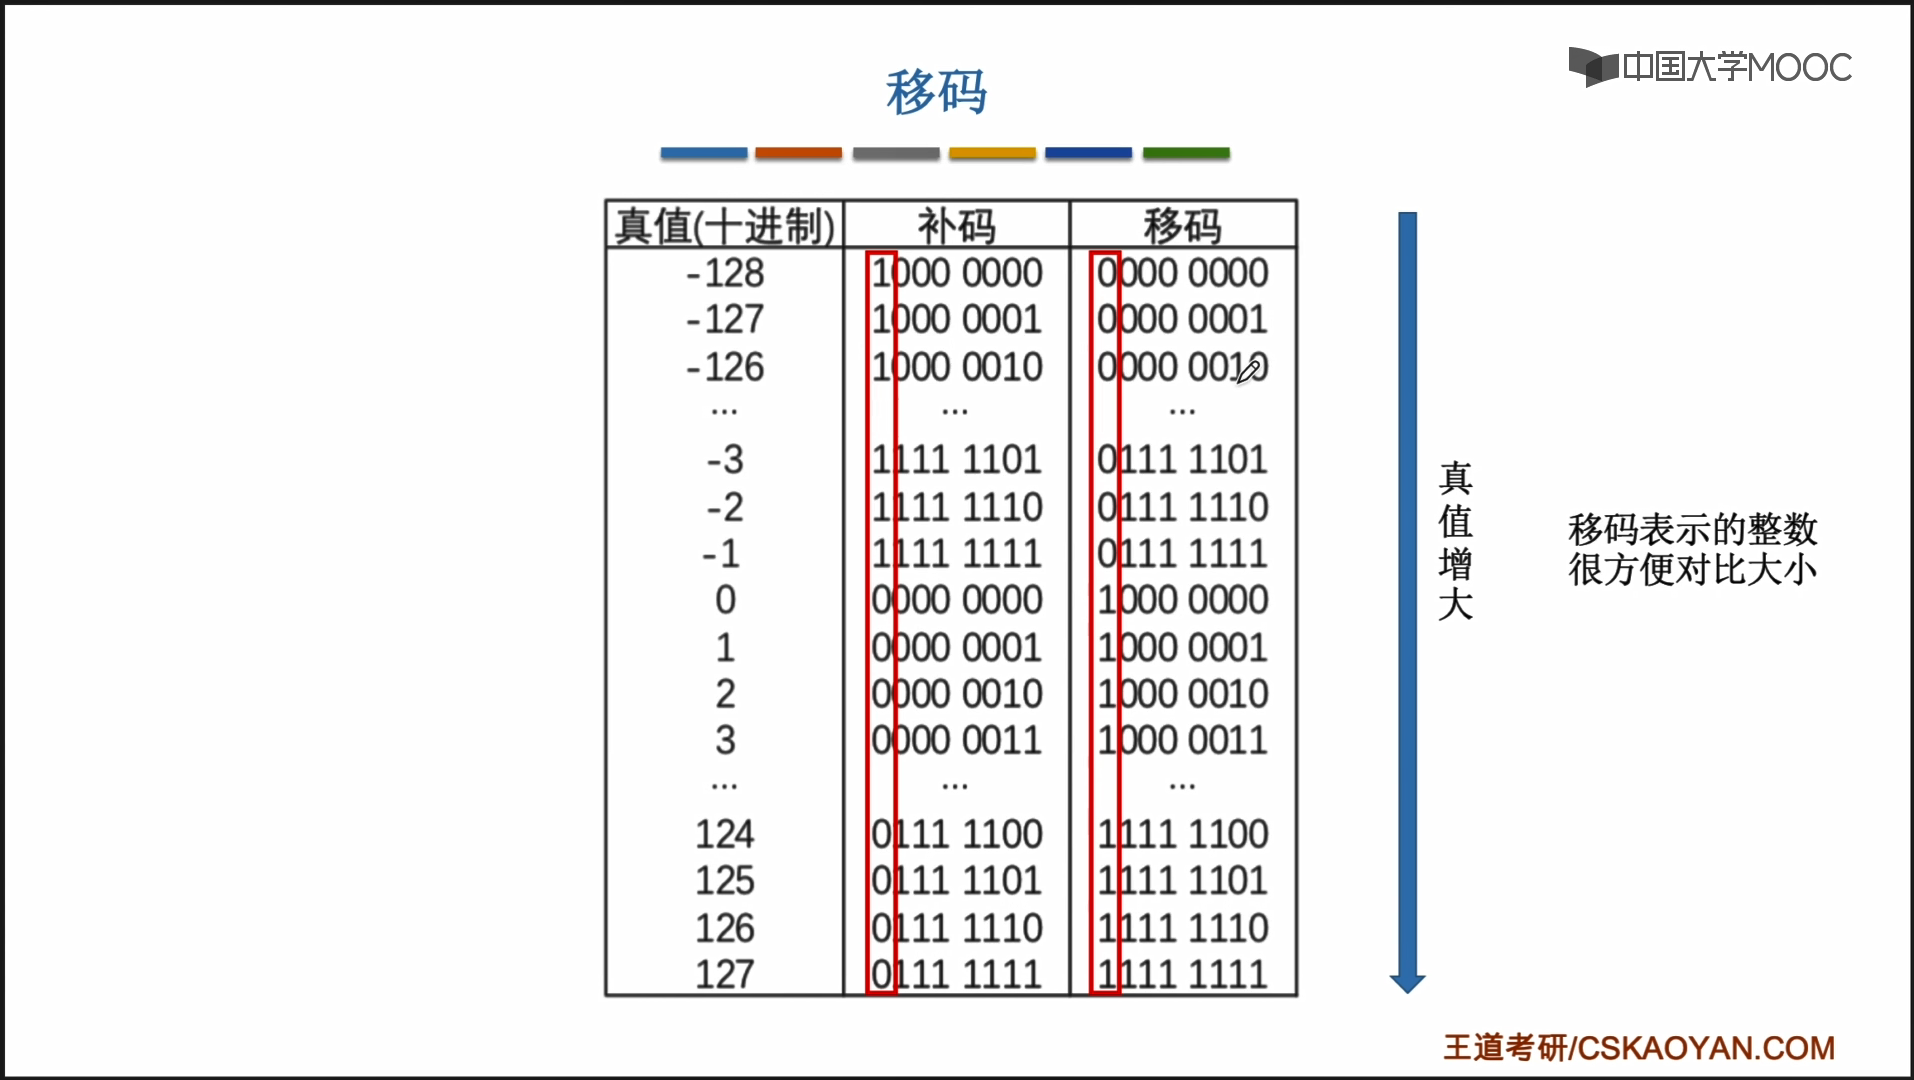 中国大学MOOC
移码
真值(十进制) 补码 移码
-128 1000 0000 0000 0000
-127 1000 0001 0000 0001
-126 1000 0010 0000 0010
... ... ...
-3 1111 1101 0111 1101
-2 1111 1110 0111 1110
-1 1111 1111 0111 1111
0 0000 0000 1000 0000
1 0000 0001 1000 0001
2 0000 0010 1000 0010
3 0000 0011 1000 0011
... ... ...
124 0111 1100 1111 1100
125 0111 1101 1111 1101
126 0111 1110 1111 1110
127 0111 1111 1111 1111
真值增大
移码表示的整数
很方便对比大小
王道考研/CSKAOYAN.COM